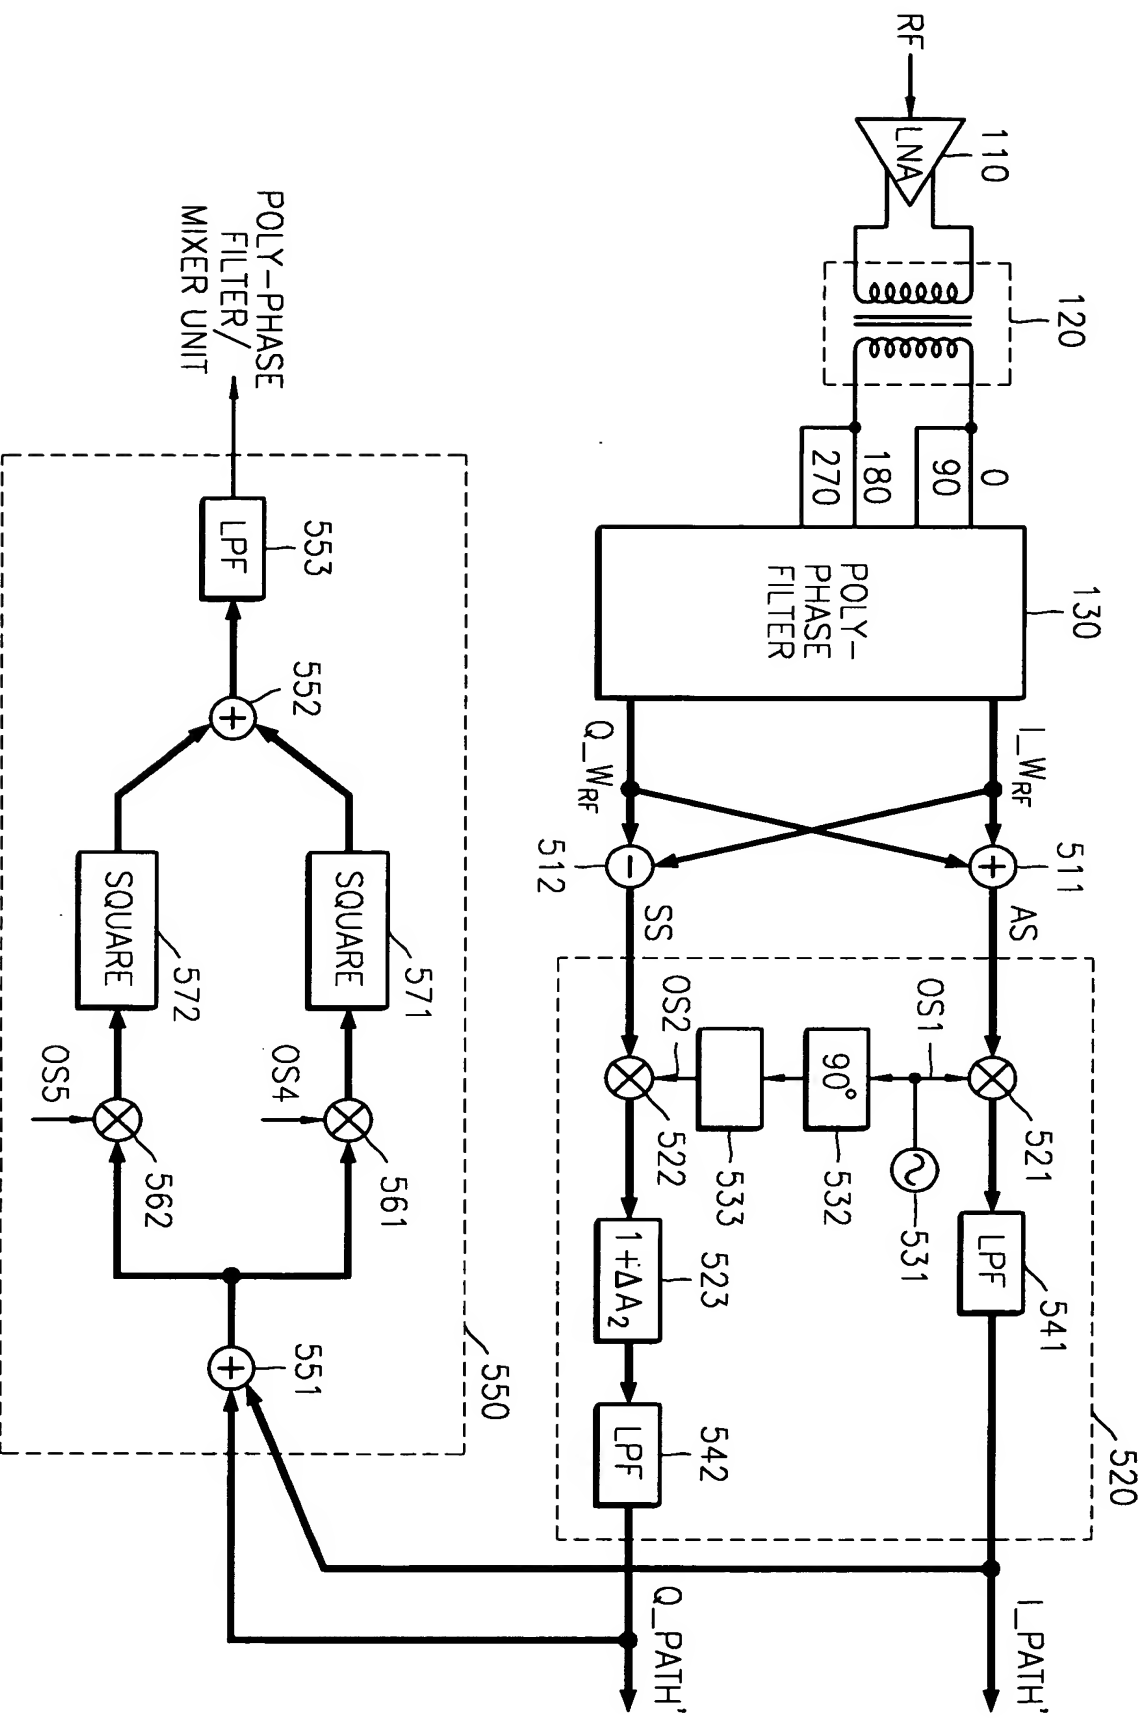 RF
LNA
110
120
0
90
180
270
POLY-
PHASE
FILTER
130
I_WRF
Q_WRF
+
511
−
512
AS
SS
520
OS1
OS2
521
522
531
90°
532
533
LPF
541
1+ΔA2
523
LPF
542
I_PATH'
Q_PATH'
550
+
551
561
OS4
562
OS5
SQUARE
571
SQUARE
572
+
552
LPF
553
POLY-PHASE
FILTER/
MIXER UNIT